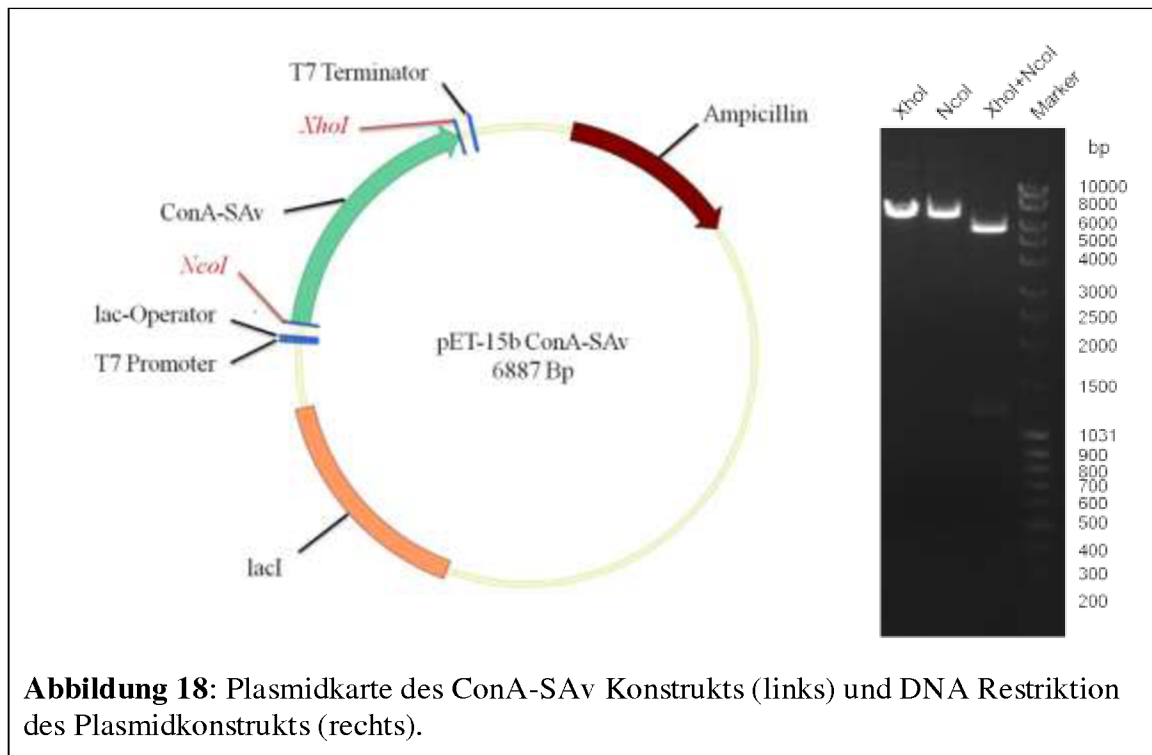 T7 Terminator
XhoI
Ampicillin
ConA-SAv
NcoI
lac-Operator
T7 Promoter
pET-15b ConA-SAv
6887 Bp
lacI
XhoI
NcoI
XhoI+NcoI
Marker
bp
10000
8000
6000
5000
4000
3000
2500
2000
1500
1031
900
800
700
600
500
400
300
200
Abbildung 18: Plasmidkarte des ConA-SAv Konstrukts (links) und DNA Restriktion
des Plasmidkonstrukts (rechts).